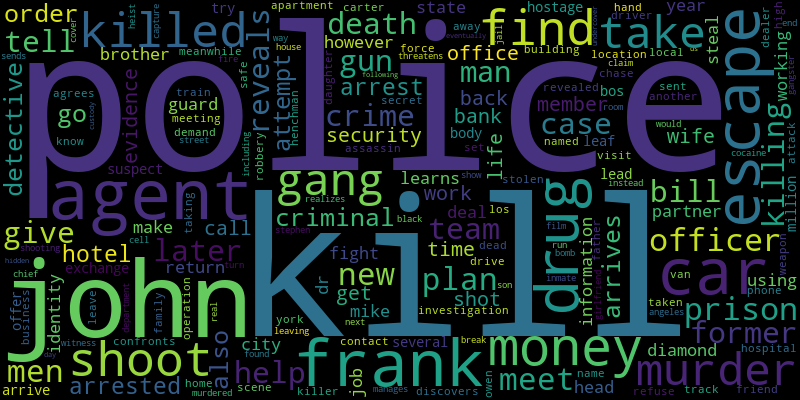 order
killed
tell
brother
death
state
try
apartment
carter
hostage
hand
year
find
take
driver
undercover
heist
capture
cover
sends
reveals
meanwhile
however
gun
office
building
location
local
us
steal
away
force
threatens
eventually
jail
dealer
high
end
custody
gangster
police
agrees
train
way
house
fire
following
go
guard
safe
attempt
henchman
daughter
man
arrest
secret
claim
chase
escape
working
million
attack
detective
evidence
know
meeting
demand
street
suspect
robbery
including
crime
security
assassin
back
bank
body
set
member
case
revealed
room
bos
named
leaf
sent
another
would
wife
visit
cocaine
killing
agent
taking
gang
learns
work
life
show
stolen
lead
instead
drug
bill
partner
give
make
call
realizes
criminal
black
stephen
deal
los
team
dead
film
run
bomb
father
girlfriend
information
arrives
officer
weapon
hotel
later
cell
shooting
hidden
chief
exchange
return
turn
also
fight
time
drive
inmate
son
car
van
using
phone
john
kill
identity
offer
business
leave
department
family
operation
real
city
dr
new
get
mike
york
leaving
next
plan
shot
investigation
taken
angeles
prison
former
witness
confronts
day
men
shoot
found
help
frank
contact
several
break
job
money
meet
diamond
hospital
murder
arrive
arrested
home
murdered
scene
killer
manages
discovers
owen
name
head
refuse
track
friend